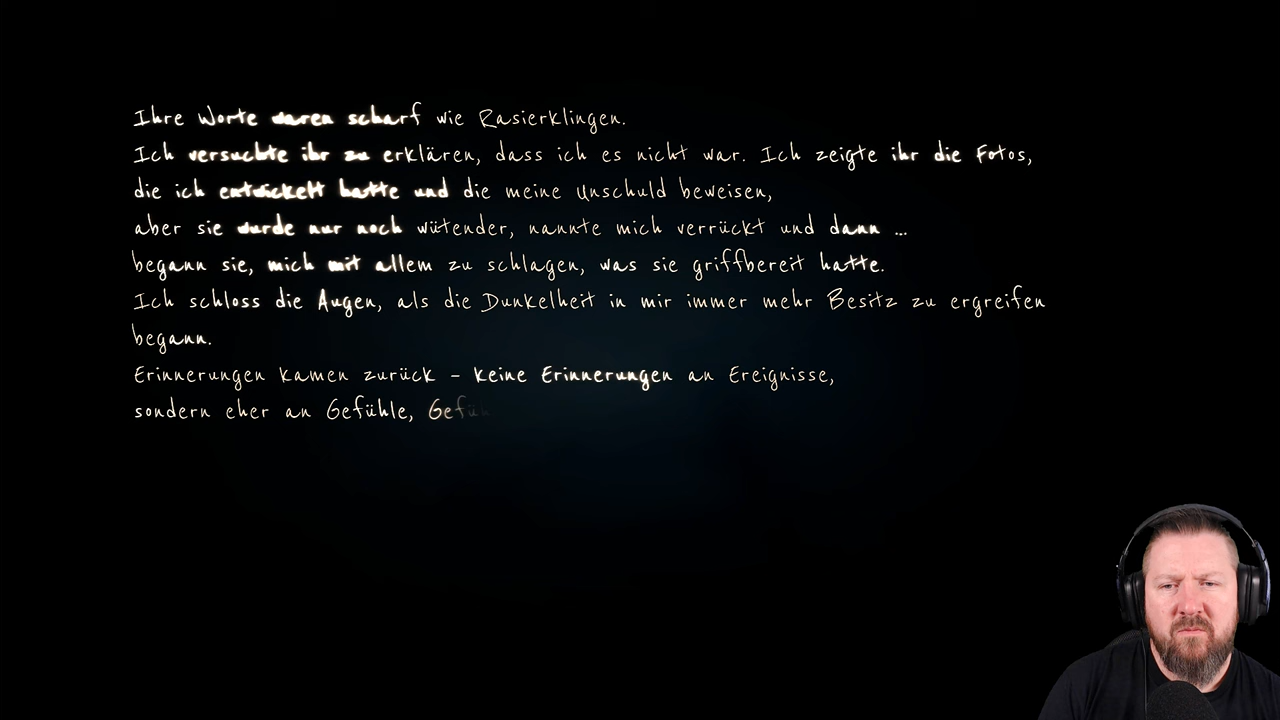 Ihre Worte waren scharf wie Rasierklingen.
Ich versuchte ihr zu erklären, dass ich es nicht war. Ich zeigte ihr die Fotos,
die ich entwickelt hatte und die meine Unschuld beweisen,
aber sie wurde nur noch wütender, nannte mich verrückt und dann ...
begann sie, mich mit allem zu schlagen, was sie griffbereit hatte.
Ich schloss die Augen, als die Dunkelheit in mir immer mehr Besitz zu ergreifen
begann.
Erinnerungen kamen zurück – keine Erinnerungen an Ereignisse,
sondern eher an Gefühle,